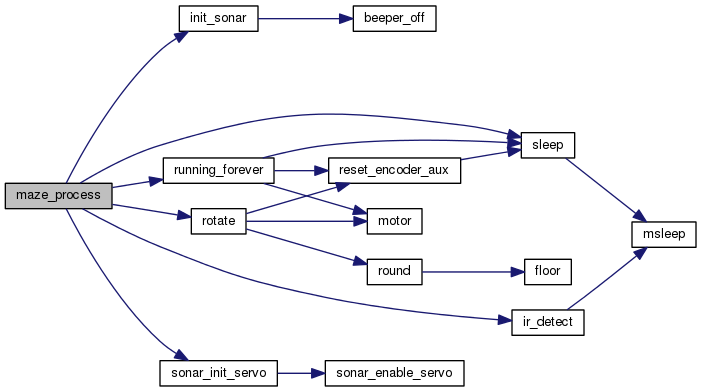 init_sonar
beeper_off
sleep
running_forever
reset_encoder_aux
maze_process
rotate
motor
msleep
round
floor
ir_detect
sonar_init_servo
sonar_enable_servo